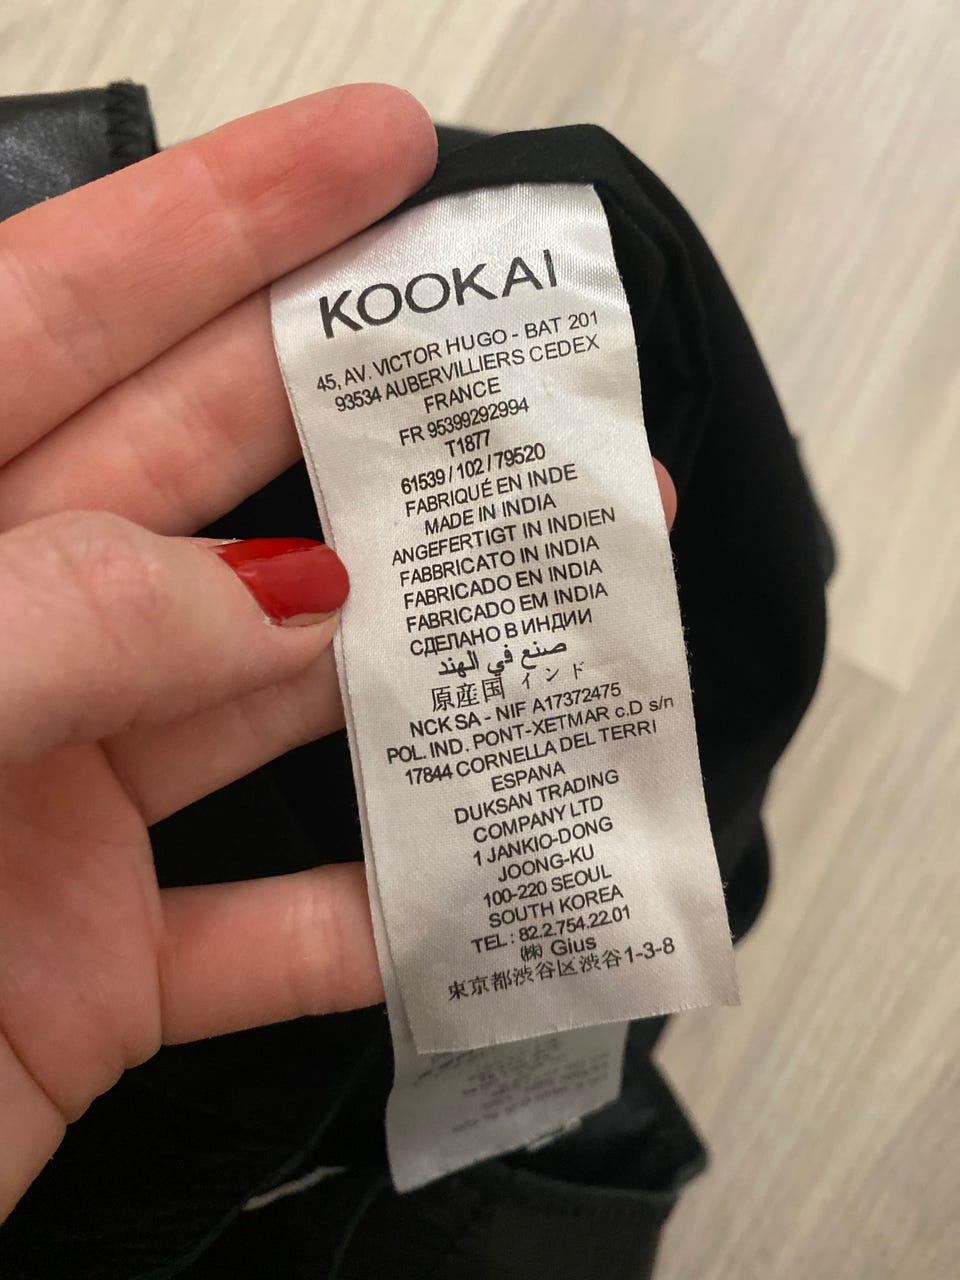 KOOKAI
45, AV. VICTOR HUGO - BAT 201
93534 AUBERVILLIERS CEDEX
FRANCE
FR 95399292994
T1877
61539 / 102 / 79520
FABRIQUÉ EN INDE
MADE IN INDIA
ANGEFERTIGT IN INDIEN
FABBRICATO IN INDIA
FABRICADO EN INDIA
FABRICADO EM INDIA
СДЕЛАНО В ИНДИИ
صنع في الهند
原産国 インド
NCK SA - NIF A17372475
POL. IND. PONT-XETMAR c.D s/n
17844 CORNELLA DEL TERRI
ESPANA
DUKSAN TRADING
COMPANY LTD
1 JANKIO-DONG
JOONG-KU
100-220 SEOUL
SOUTH KOREA
TEL : 82.2.754.22.01
㈱ Gius
東京都渋谷区渋谷1-3-8